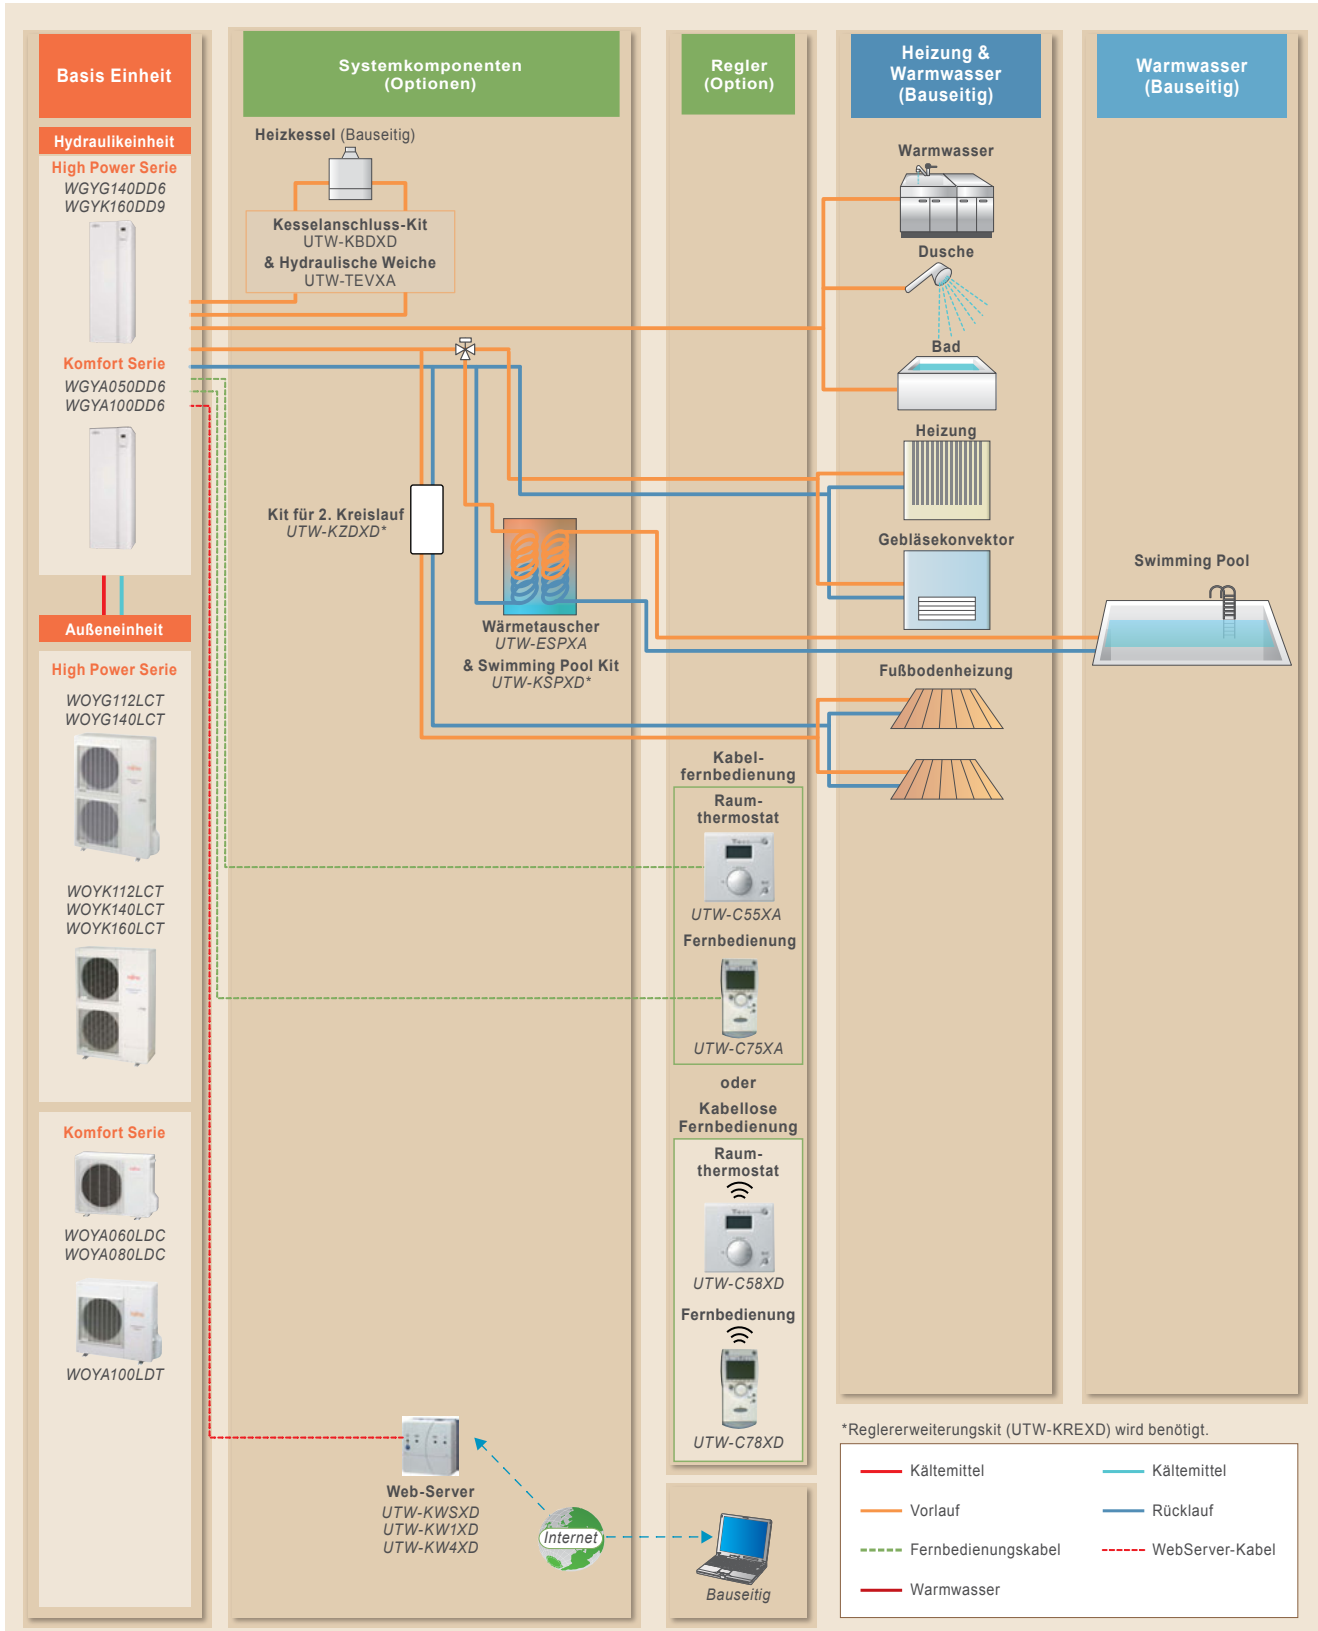 Basis Einheit
Systemkomponenten
(Optionen)
Regler
(Option)
Heizung &
Warmwasser
(Bauseitig)
Warmwasser
(Bauseitig)
Hydraulikeinheit
High Power Serie
WGYG140DD6
WGYK160DD9
Komfort Serie
WGYA050DD6
WGYA100DD6
Außeneinheit
High Power Serie
WOYG112LCT
WOYG140LCT
WOYK112LCT
WOYK140LCT
WOYK160LCT
Komfort Serie
WOYA060LDC
WOYA080LDC
WOYA100LDT
Heizkessel (Bauseitig)
Kesselanschluss-Kit
UTW-KBDXD
& Hydraulische Weiche
UTW-TEVXA
Kit für 2. Kreislauf
UTW-KZDXD*
Wärmetauscher
UTW-ESPXA
& Swimming Pool Kit
UTW-KSPXD*
Web-Server
UTW-KWSXD
UTW-KW1XD
UTW-KW4XD
Internet
Kabel-
fernbedienung
Raum-
thermostat
UTW-C55XA
Fernbedienung
UTW-C75XA
oder
Kabellose
Fernbedienung
Raum-
thermostat
UTW-C58XD
Fernbedienung
UTW-C78XD
Bauseitig
Warmwasser
Dusche
Bad
Heizung
Gebläsekonvektor
Fußbodenheizung
Swimming Pool
*Reglererweiterungskit (UTW-KREXD) wird benötigt.
Kältemittel
Kältemittel
Vorlauf
Rücklauf
Fernbedienungskabel
WebServer-Kabel
Warmwasser